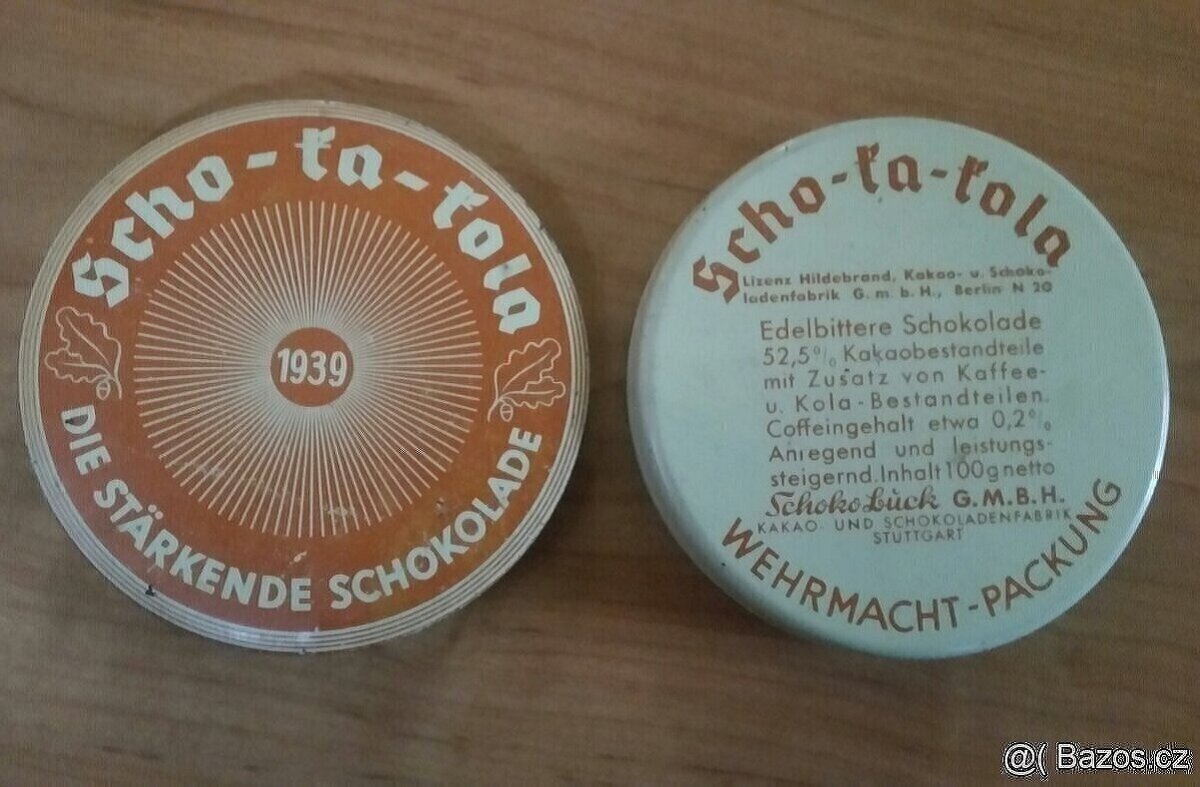 Scho-ka-kola
1939
DIE STÄRKENDE SCHOKOLADE
Scho-ka-kola
Lizenz Hildebrand, Kakao- u. Schoko-
ladenfabrik G. m. b. H., Berlin N 20
Edelbittere Schokolade
52,5% Kakaobestandteile
mit Zusatz von Kaffee-
u. Kola-Bestandteilen.
Coffeingehalt etwa 0,2%
Anregend und leistungs-
steigernd. Inhalt 100g netto
Schoko Buck G.M.B.H.
KAKAO- UND SCHOKOLADENFABRIK
STUTTGART
WEHRMACHT-PACKUNG
@( Bazos.cz